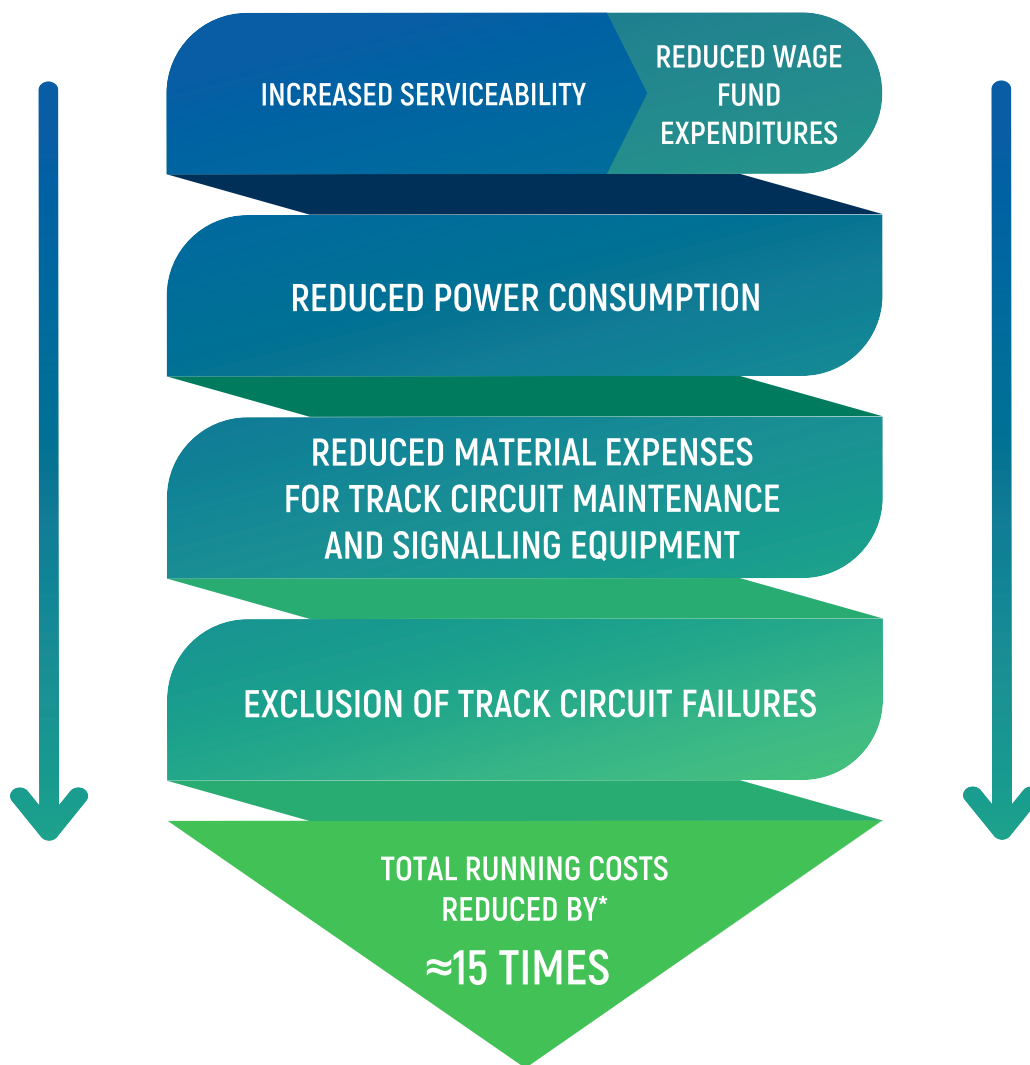 INCREASED SERVICEABILITY
REDUCED WAGE
FUND
EXPENDITURES
REDUCED POWER CONSUMPTION
REDUCED MATERIAL EXPENSES
FOR TRACK CIRCUIT MAINTENANCE
AND SIGNALLING EQUIPMENT
EXCLUSION OF TRACK CIRCUIT FAILURES
TOTAL RUNNING COSTS
REDUCED BY*
≈15 TIMES